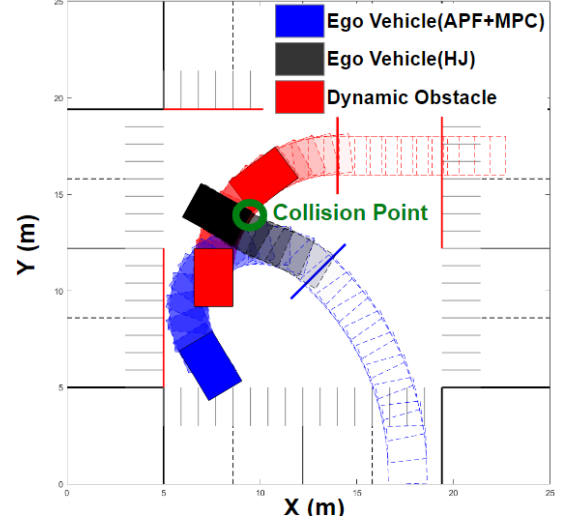 25
Ego Vehicle(APF+MPC)
Ego Vehicle(HJ)
Dynamic Obstacle
20
15
Collision Point
Y (m)
10
5
0
0
5
10
15
20
25
X (m)